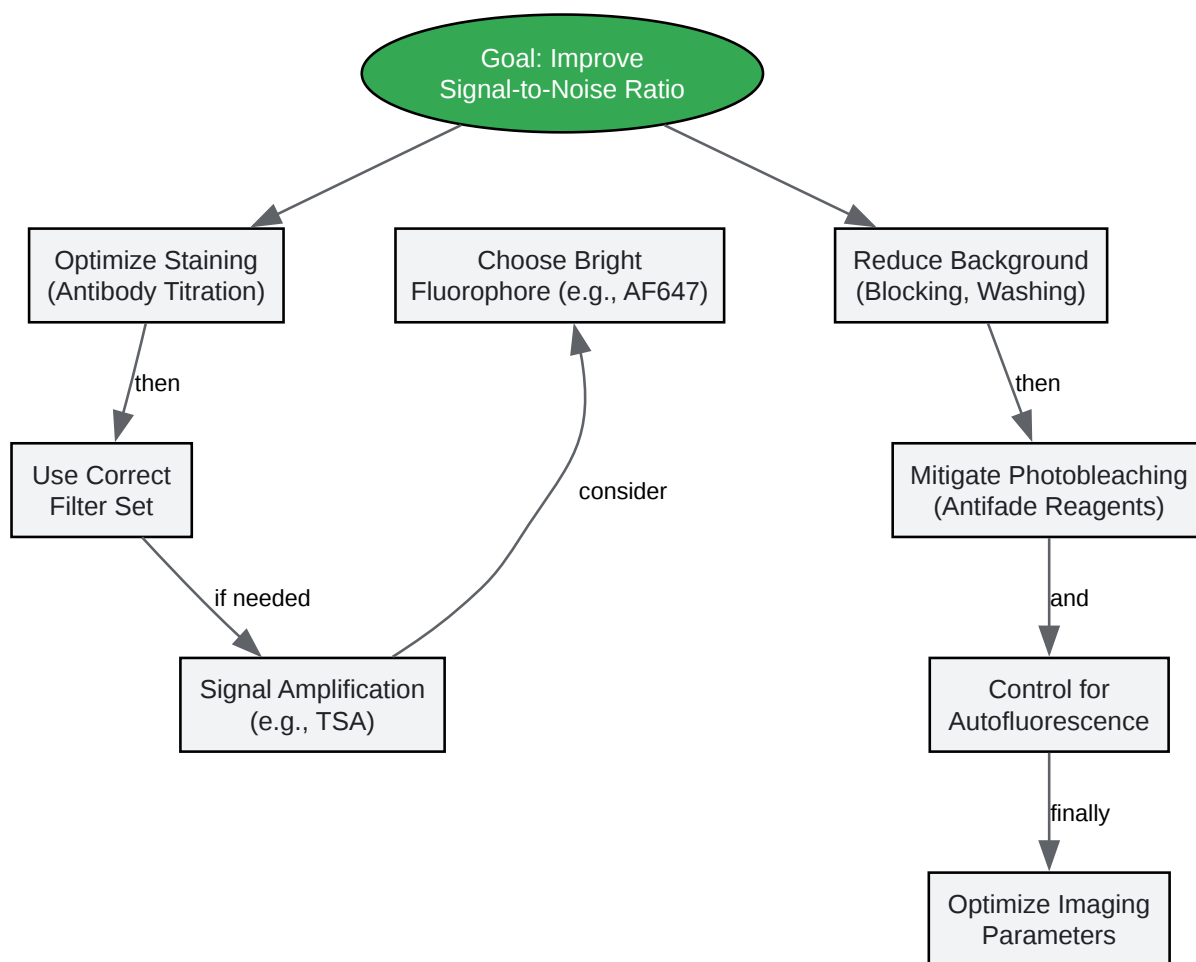 Goal: Improve
Signal-to-Noise Ratio
Optimize Staining
(Antibody Titration)
Choose Bright
Fluorophore (e.g., AF647)
Reduce Background
(Blocking, Washing)
then
then
Use Correct
Filter Set
consider
Mitigate Photobleaching
(Antifade Reagents)
if needed
and
Signal Amplification
(e.g., TSA)
Control for
Autofluorescence
finally
Optimize Imaging
Parameters